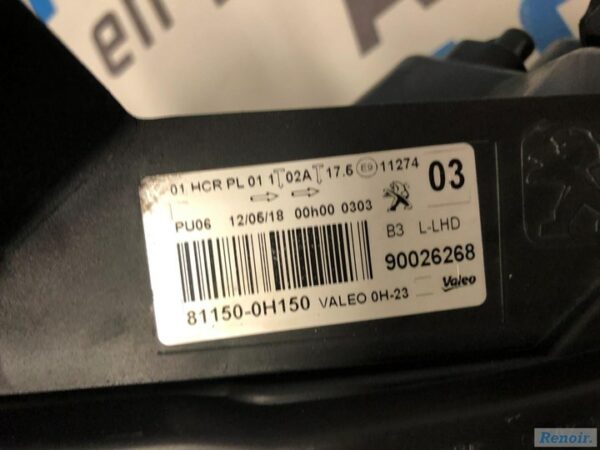 01 HCR PL 01 1 02A 17.6 E9 11274
03
PU06 12/06/18 00h00 0303
B3 L-LHD
90026268
81150-0H150 VALEO 0H-23
Valeo
Renoir.